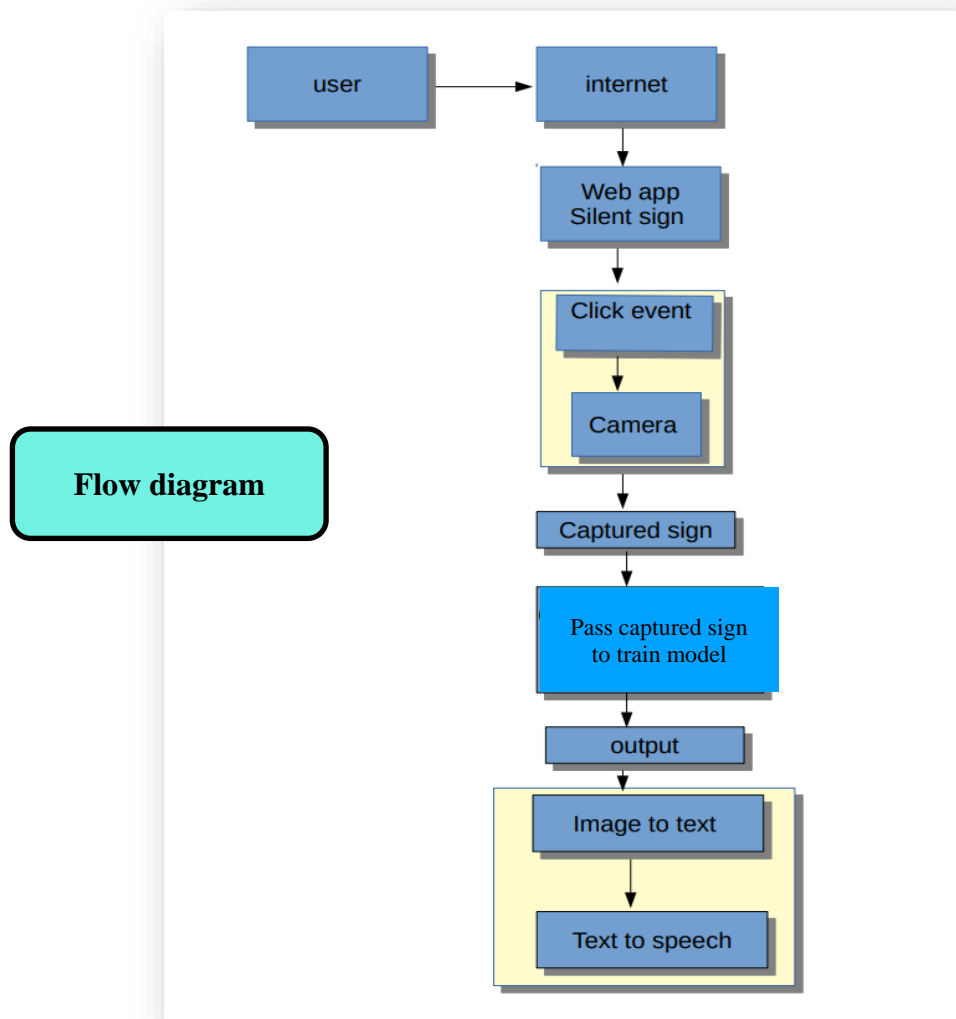 user
internet
Web app
Silent sign
Click event
Camera
Flow diagram
Captured sign
Pass captured sign
to train model
output
Image to text
Text to speech